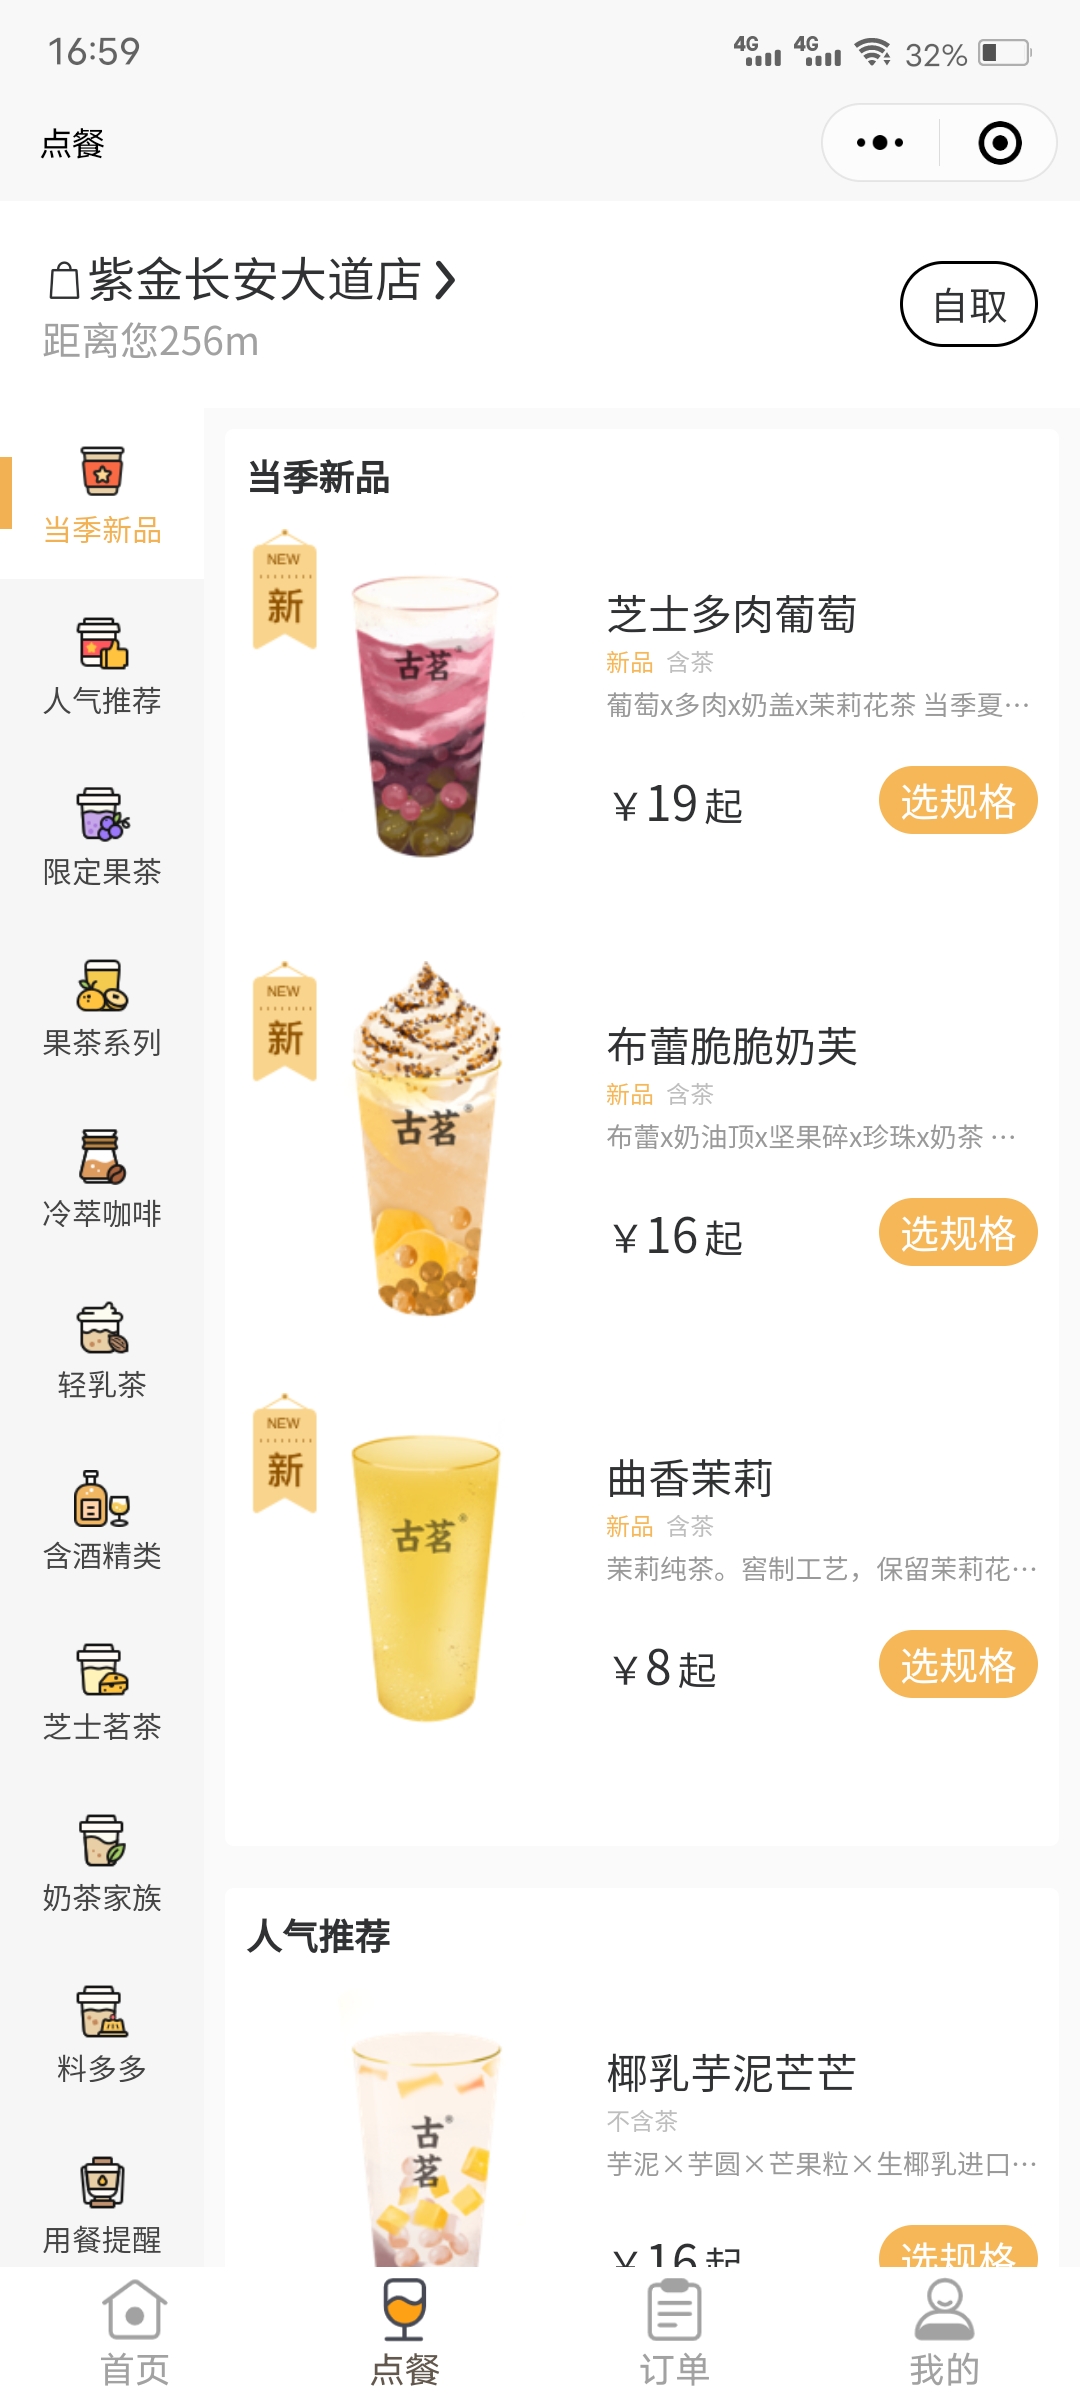 16:59
4G 4G 32%
点餐
紫金长安大道店
距离您256m
自取
当季新品
人气推荐
限定果茶
果茶系列
冷萃咖啡
轻乳茶
含酒精类
芝士茗茶
奶茶家族
料多多
用餐提醒
当季新品
NEW
新
古茗
芝士多肉葡萄
新品 含茶
葡萄x多肉x奶盖x茉莉花茶 当季夏…
￥19起
选规格
NEW
新
古茗®
布蕾脆脆奶芙
新品 含茶
布蕾x奶油顶x坚果碎x珍珠x奶茶 …
￥16起
选规格
NEW
新
古茗®
曲香茉莉
新品 含茶
茉莉纯茶。窖制工艺，保留茉莉花…
￥8起
选规格
人气推荐
古茗®
椰乳芋泥芒芒
不含茶
芋泥×芋圆×芒果粒×生椰乳进口…
￥16起
选规格
首页
点餐
订单
我的